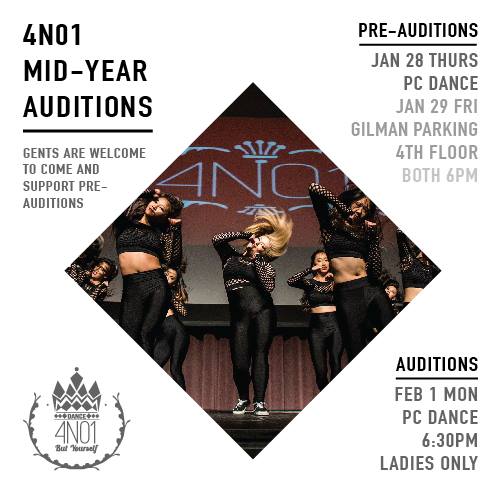 4N01
MID-YEAR
AUDITIONS
GENTS ARE WELCOME
TO COME AND
SUPPORT PRE-
AUDITIONS
PRE-AUDITIONS
JAN 28 THURS
PC DANCE
JAN 29 FRI
GILMAN PARKING
4TH FLOOR
BOTH 6PM
4N01
AUDITIONS
FEB 1 MON
PC DANCE
6:30PM
LADIES ONLY
DANCE
4N01
But Yourself